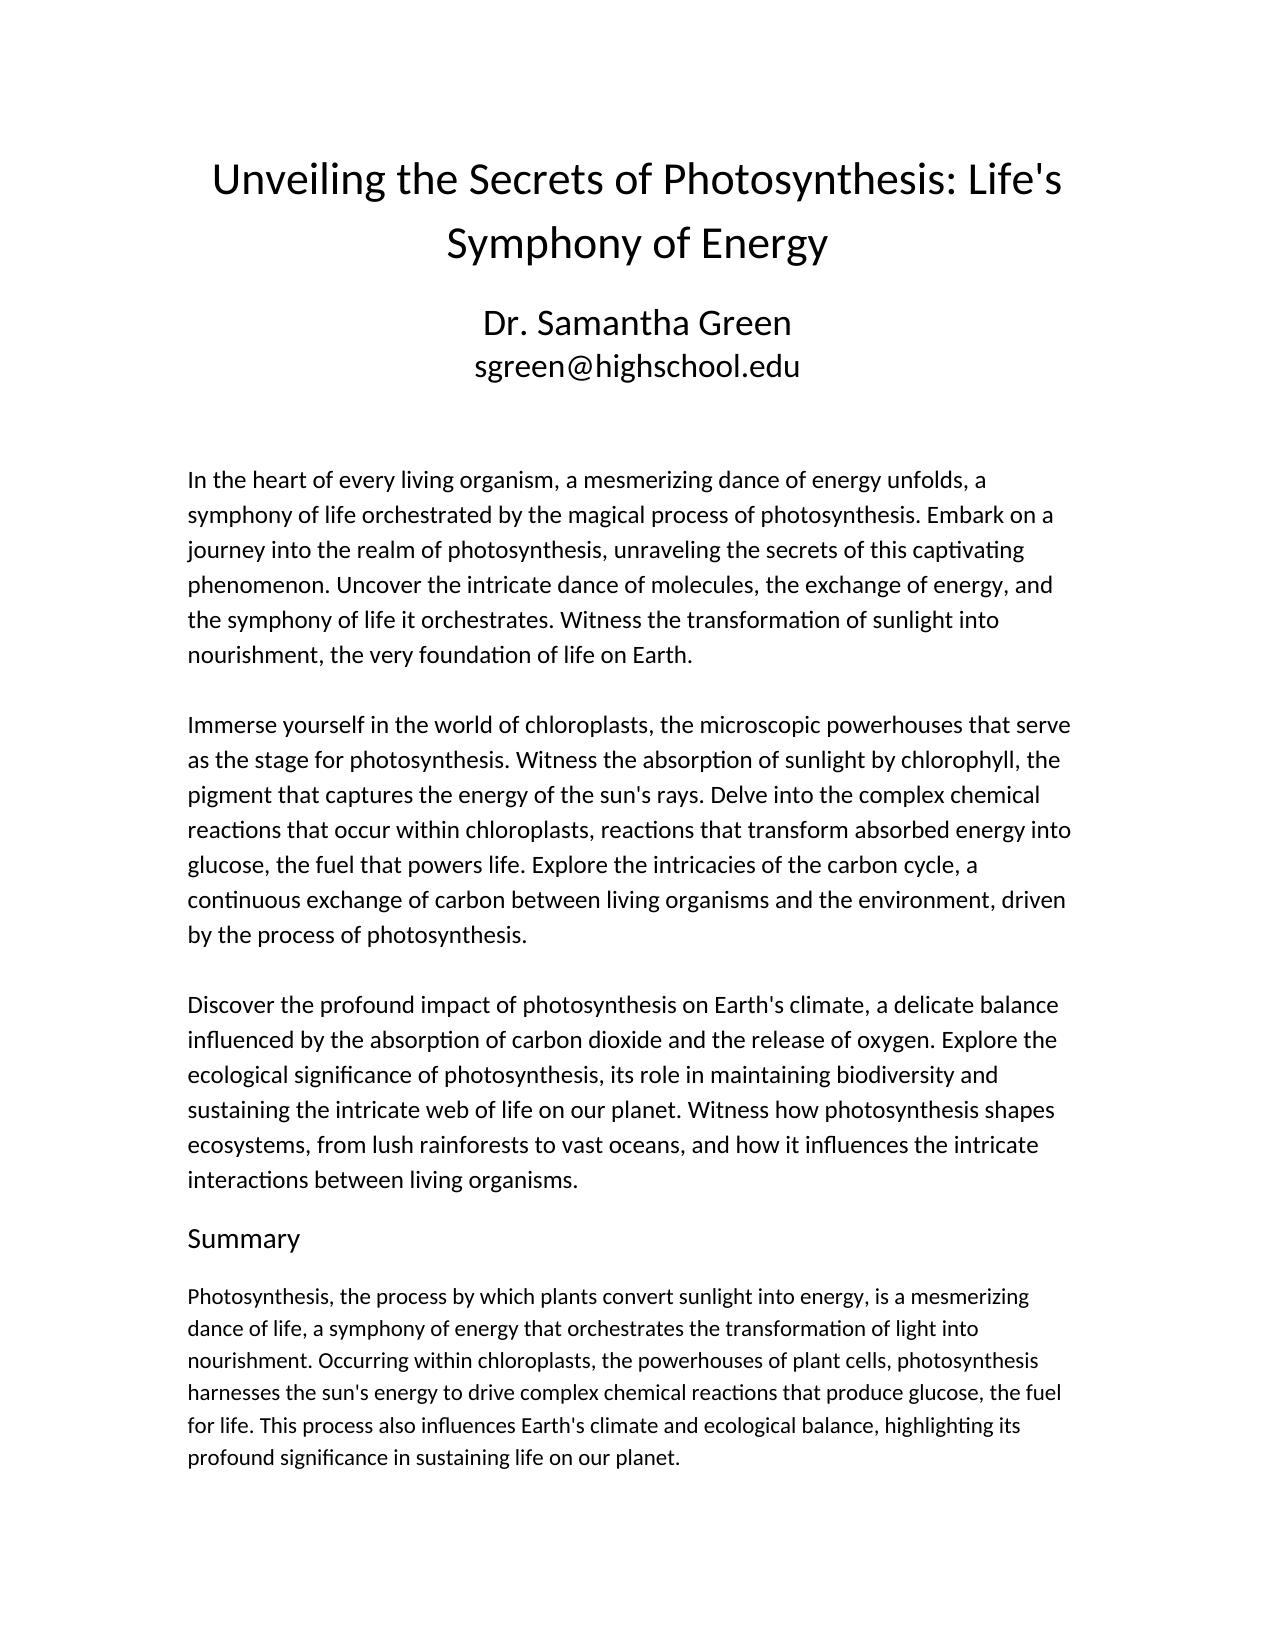 Unveiling the Secrets of Photosynthesis: Life's
Symphony of Energy
Dr. Samantha Green
sgreen@highschool.edu
In the heart of every living organism, a mesmerizing dance of energy unfolds, a
symphony of life orchestrated by the magical process of photosynthesis. Embark on a
journey into the realm of photosynthesis, unraveling the secrets of this captivating
phenomenon. Uncover the intricate dance of molecules, the exchange of energy, and
the symphony of life it orchestrates. Witness the transformation of sunlight into
nourishment, the very foundation of life on Earth.
Immerse yourself in the world of chloroplasts, the microscopic powerhouses that serve
as the stage for photosynthesis. Witness the absorption of sunlight by chlorophyll, the
pigment that captures the energy of the sun's rays. Delve into the complex chemical
reactions that occur within chloroplasts, reactions that transform absorbed energy into
glucose, the fuel that powers life. Explore the intricacies of the carbon cycle, a
continuous exchange of carbon between living organisms and the environment, driven
by the process of photosynthesis.
Discover the profound impact of photosynthesis on Earth's climate, a delicate balance
influenced by the absorption of carbon dioxide and the release of oxygen. Explore the
ecological significance of photosynthesis, its role in maintaining biodiversity and
sustaining the intricate web of life on our planet. Witness how photosynthesis shapes
ecosystems, from lush rainforests to vast oceans, and how it influences the intricate
interactions between living organisms.
Summary
Photosynthesis, the process by which plants convert sunlight into energy, is a mesmerizing
dance of life, a symphony of energy that orchestrates the transformation of light into
nourishment. Occurring within chloroplasts, the powerhouses of plant cells, photosynthesis
harnesses the sun's energy to drive complex chemical reactions that produce glucose, the fuel
for life. This process also influences Earth's climate and ecological balance, highlighting its
profound significance in sustaining life on our planet.